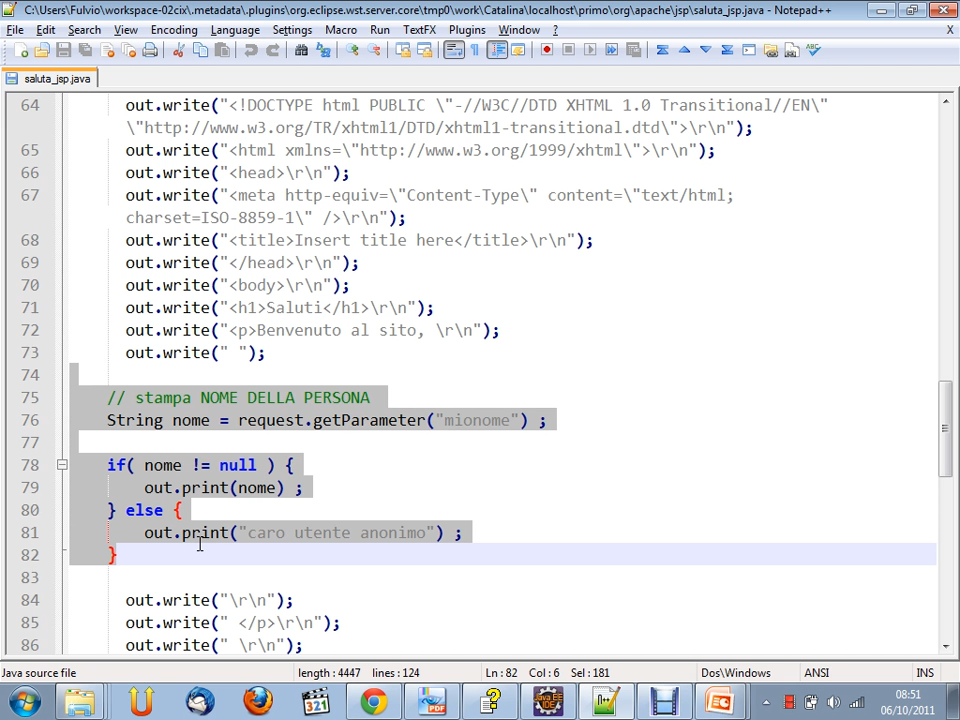 C:\Users\Fulvio\workspace-02cix\.metadata\.plugins\org.eclipse.wst.server.core\tmp0\work\Catalina\localhost\primo\org\apache\jsp\saluta_jsp.java - Notepad++
File Edit Search View Encoding Language Settings Macro Run TextFX Plugins Window ? X
saluta_jsp.java
64 out.write("<!DOCTYPE html PUBLIC \"-//W3C//DTD XHTML 1.0 Transitional//EN\"
\"http://www.w3.org/TR/xhtml1/DTD/xhtml1-transitional.dtd\">\r\n");
65 out.write("<html xmlns=\"http://www.w3.org/1999/xhtml\">\r\n");
66 out.write("<head>\r\n");
67 out.write("<meta http-equiv=\"Content-Type\" content=\"text/html;
charset=ISO-8859-1\" />\r\n");
68 out.write("<title>Insert title here</title>\r\n");
69 out.write("</head>\r\n");
70 out.write("<body>\r\n");
71 out.write("<h1>Saluti</h1>\r\n");
72 out.write("<p>Benvenuto al sito, \r\n");
73 out.write(" ");
74
75 // stampa NOME DELLA PERSONA
76 String nome = request.getParameter("mionome") ;
77
78 if( nome != null ) {
79 out.print(nome) ;
80 } else {
81 out.print("caro utente anonimo") ;
82 }
83
84 out.write("\r\n");
85 out.write(" </p>\r\n");
86 out.write(" \r\n");
Java source file length : 4447 lines : 124 Ln : 82 Col : 6 Sel : 181 Dos\Windows ANSI INS
321
Java EE
IDE
08:51
06/10/2011